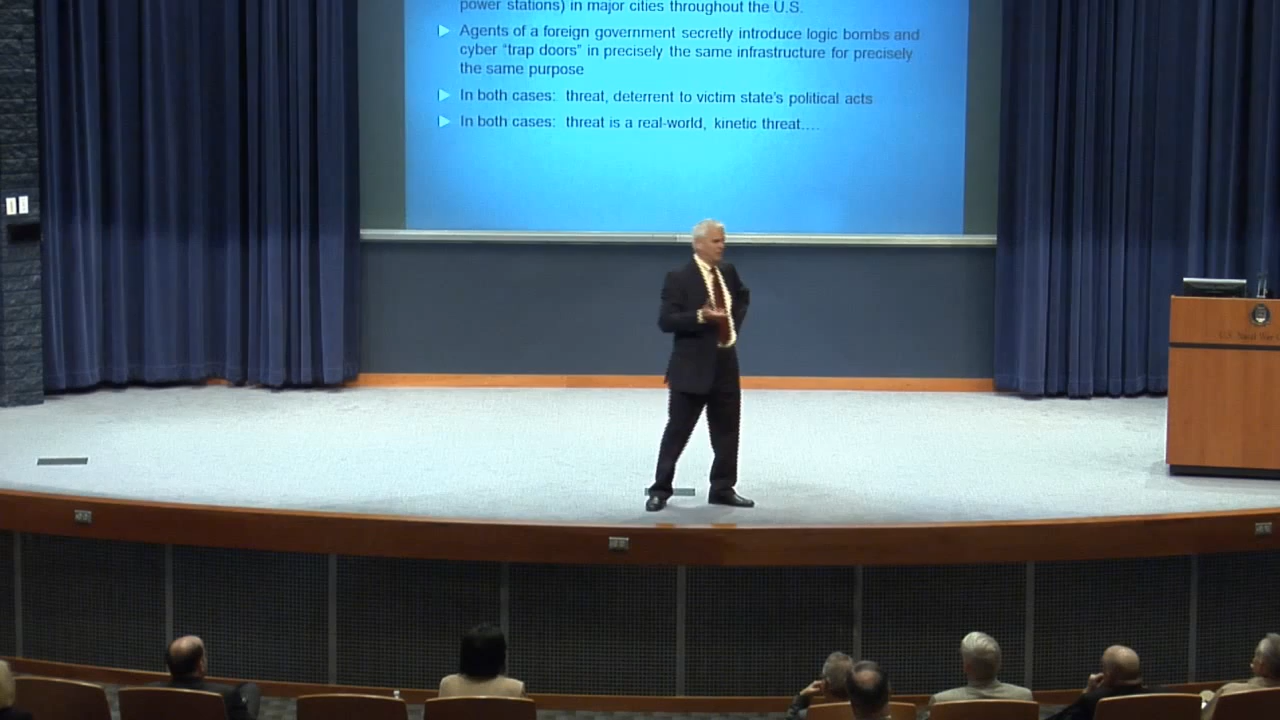 power stations) in major cities throughout the U.S.
Agents of a foreign government secretly introduce logic bombs and
cyber “trap doors” in precisely the same infrastructure for precisely
the same purpose
In both cases: threat, deterrent to victim state’s political acts
In both cases: threat is a real-world, kinetic threat....
U.S. Naval War